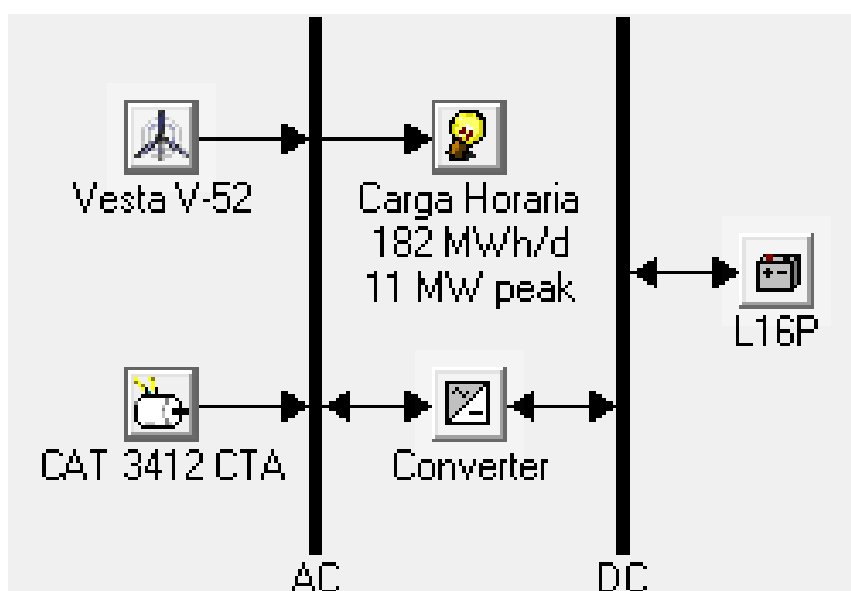 Vesta V-52
Carga Horaria
182 MWh/d
11 MW peak
L16P
CAT 3412 CTA
Converter
AC
DC